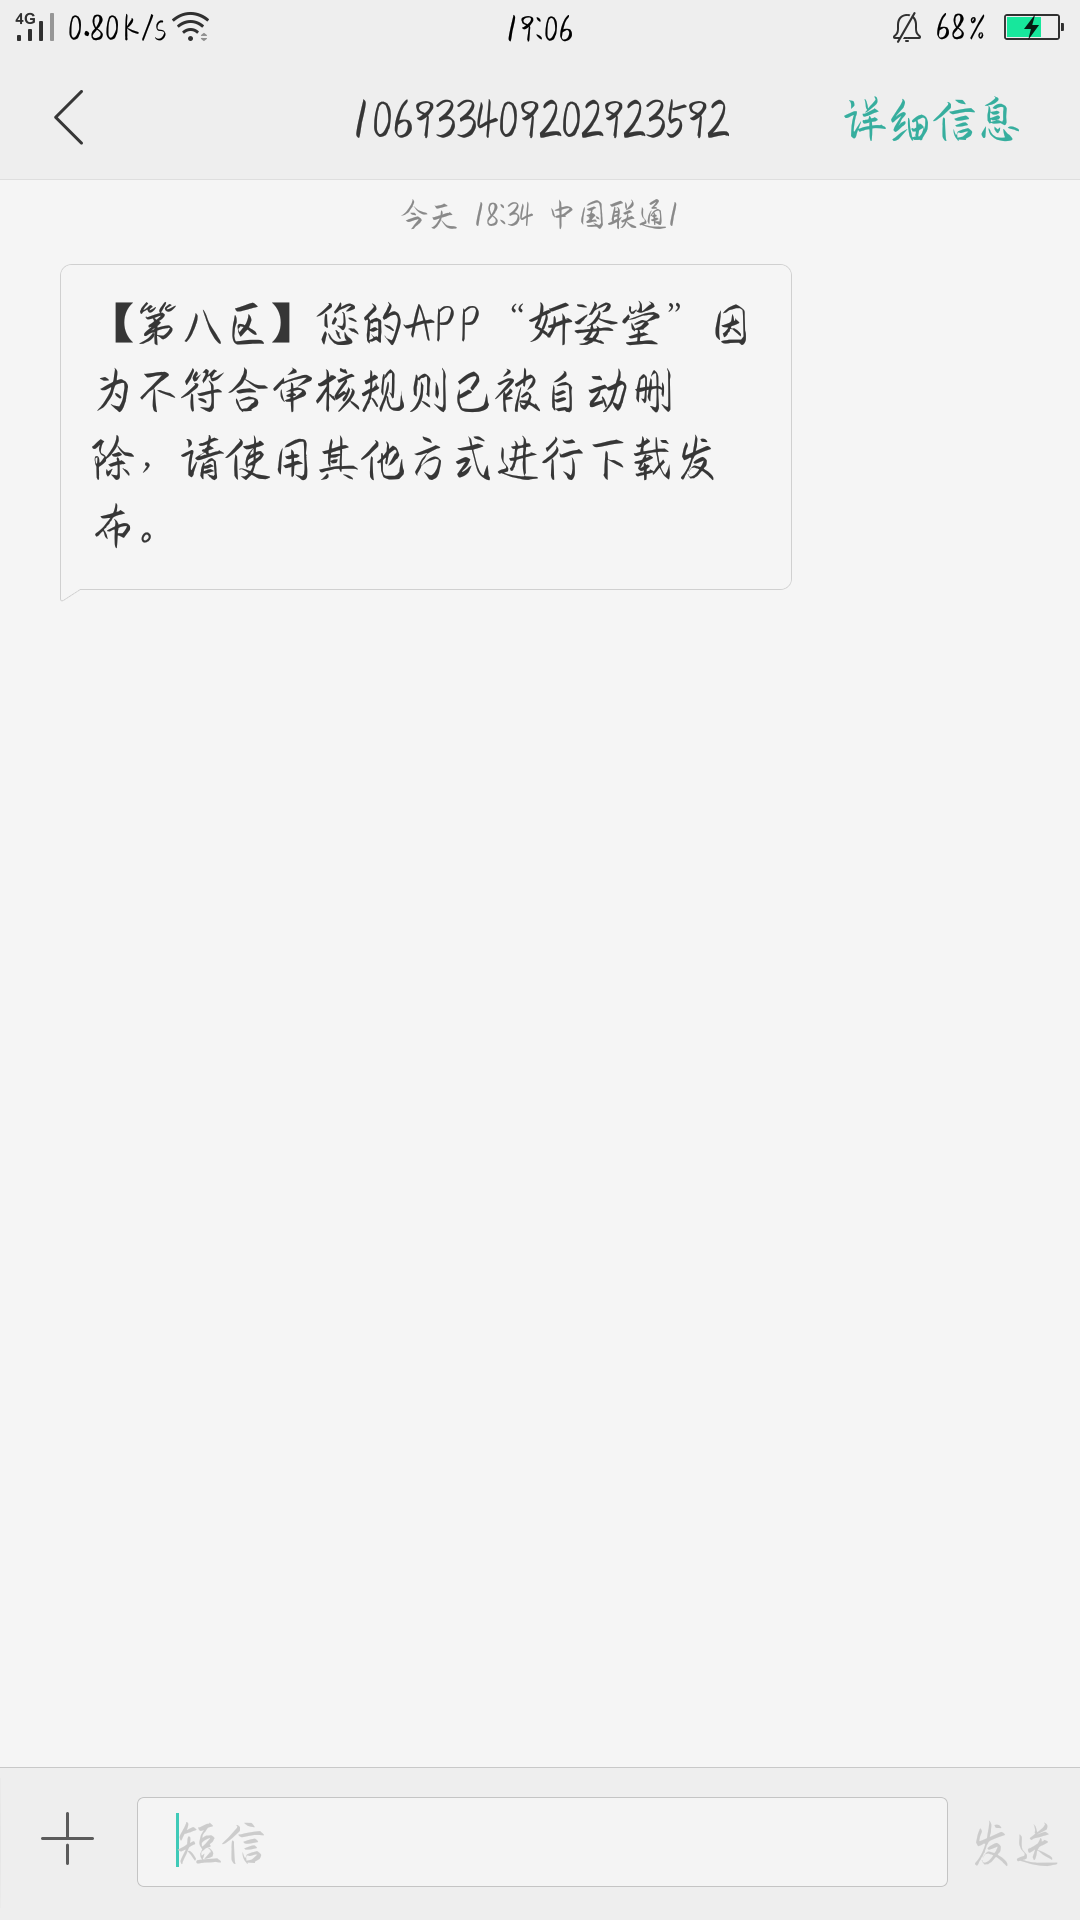 4G 0.80K/s 19:06 68%
106933409202923592 详细信息
今天 18:34 中国联通1
【第八区】您的APP“妍姿堂”因
为不符合审核规则已被自动删
除，请使用其他方式进行下载发
布。
短信 发送